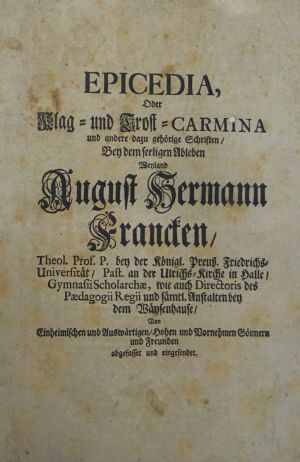 EPICEDIA,
Oder
Klag- und Trost-CARMINA
und andere dazu gehörige Schrifften/
Bey dem seeligen Ableben
Weyland
August Hermann
Francken/
Theol. Prof. P. bey der Königl. Preuß. Friedrichs-
Universität/ Past. an der Ulrichs-Kirche in Halle/
Gymnasii Scholarchæ, wie auch Directoris des
Pædagogii Regii und sämtl. Anstalten bey
dem Wäysenhause/
Von
Einheimischen und Auswärtigen/ Hohen und Vornehmen Gönnern
und Freunden
abgefasset und eingesendet.